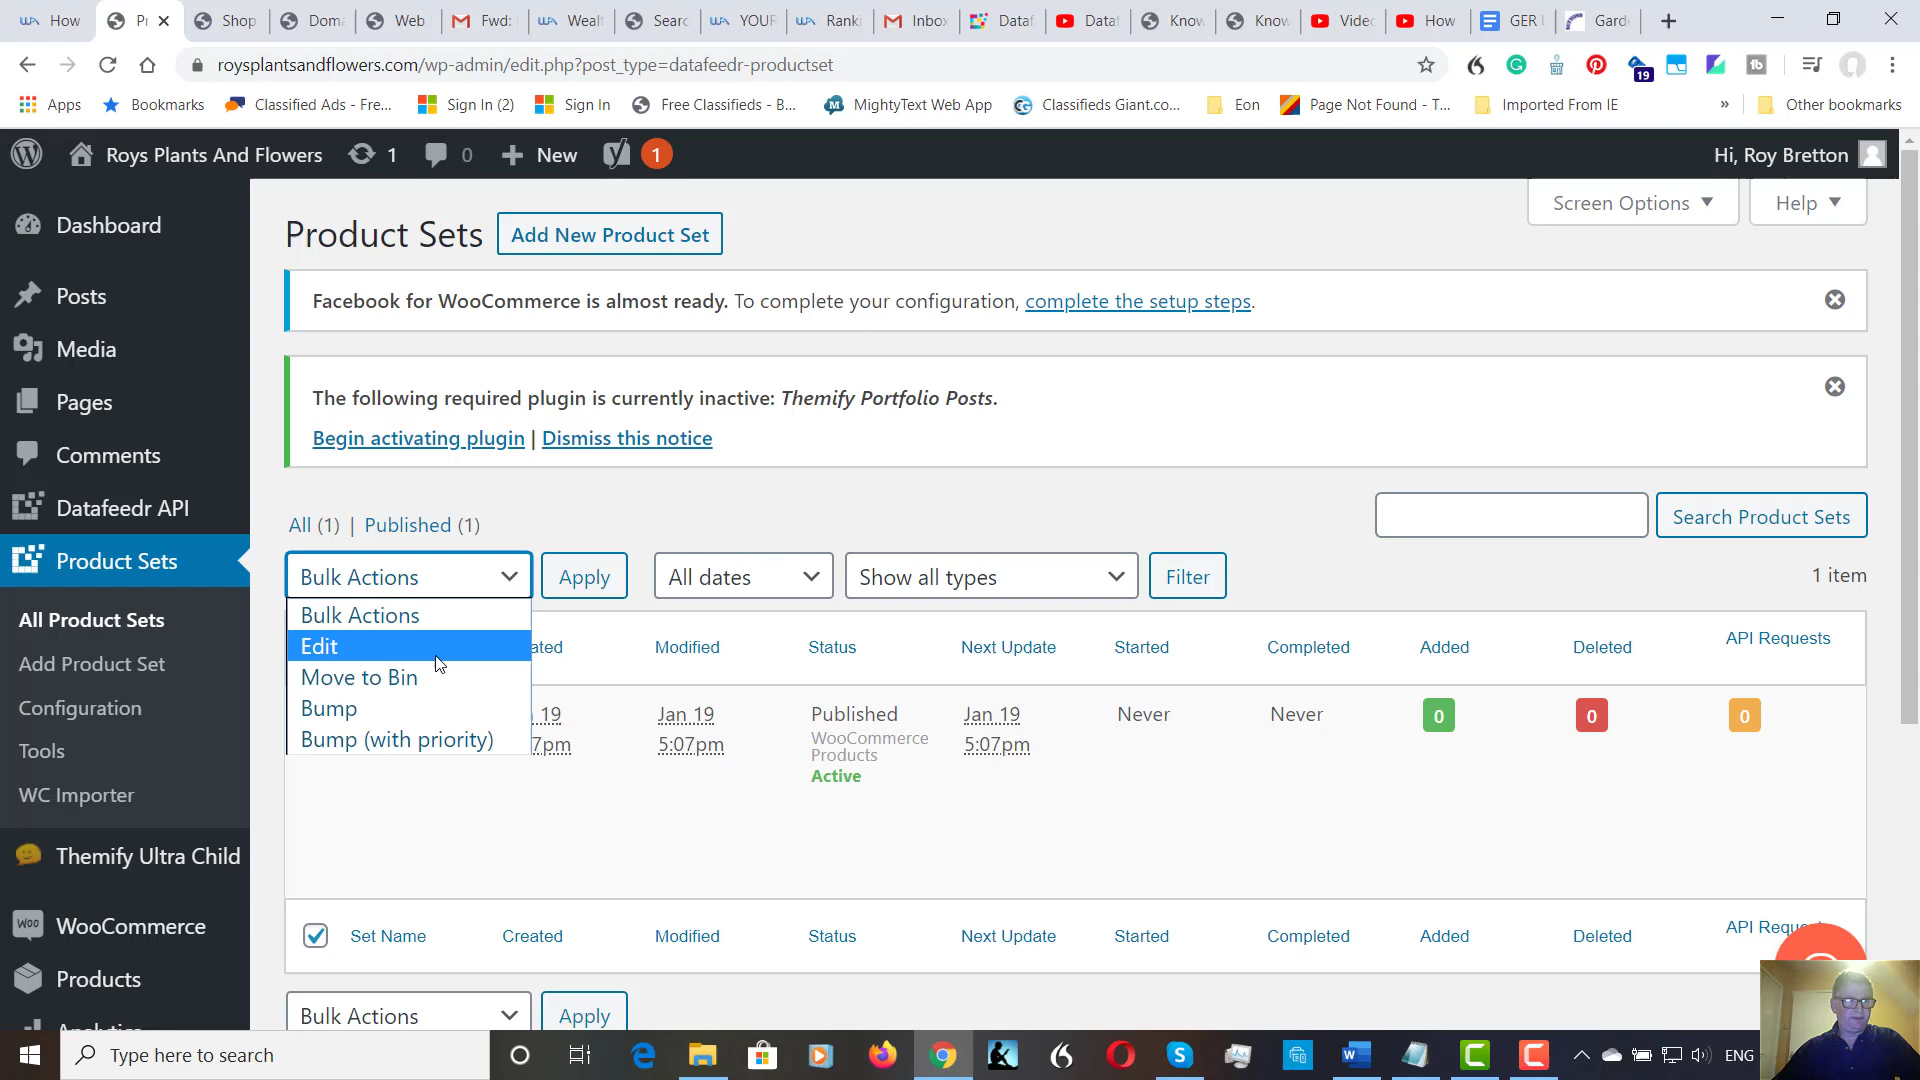 How
Pr
Shop
Doma
Web
Fwd:
Wealt
Searc
YOUR
Ranki
Inbox
Dataf
Dataf
Know
Know
Video
How
GER
Garde
roysplantsandflowers.com/wp-admin/edit.php?post_type=datafeedr-productset
19
Apps
Bookmarks
Classified Ads - Fre...
Sign In (2)
Sign In
Free Classifieds - B...
MightyText Web App
Classifieds Giant.co...
Eon
Page Not Found - T...
Imported From IE
»
Other bookmarks
Roys Plants And Flowers
1
0
New
1
Hi, Roy Bretton
Dashboard
Posts
Media
Pages
Comments
Datafeedr API
Product Sets
All Product Sets
Add Product Set
Configuration
Tools
WC Importer
Themify Ultra Child
WooCommerce
Products
Analytics
Screen Options
Help
Product Sets
Add New Product Set
Facebook for WooCommerce is almost ready. To complete your configuration, complete the setup steps.
The following required plugin is currently inactive: Themify Portfolio Posts.
Begin activating plugin | Dismiss this notice
All (1) | Published (1)
Search Product Sets
Bulk Actions
Apply
All dates
Show all types
Filter
1 item
Bulk Actions
Edit
Move to Bin
Bump
Bump (with priority)
ated
Modified
Status
Next Update
Started
Completed
Added
Deleted
API Requests
19
7pm
Jan 19
5:07pm
Published
WooCommerce
Products
Active
Jan 19
5:07pm
Never
Never
0
0
0
Set Name
Created
Modified
Status
Next Update
Started
Completed
Added
Deleted
API Reque
Bulk Actions
Apply
Type here to search
ENG